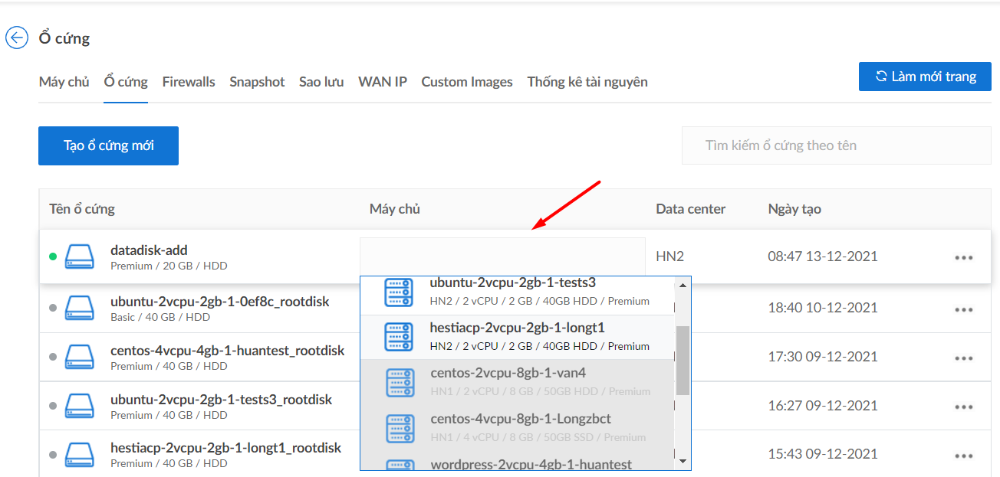 Ổ cứng
Máy chủ Ổ cứng Firewalls Snapshot Sao lưu WAN IP Custom Images Thống kê tài nguyên
Làm mới trang
Tạo ổ cứng mới
Tìm kiếm ổ cứng theo tên
Tên ổ cứng Máy chủ Data center Ngày tạo
datadisk-add
Premium / 20 GB / HDD
HN2 08:47 13-12-2021
ubuntu-2vcpu-2gb-1-tests3
HN2 / 2 vCPU / 2 GB / 40GB HDD / Premium
ubuntu-2vcpu-2gb-1-0ef8c_rootdisk
Basic / 40 GB / HDD
18:40 10-12-2021
hestiacp-2vcpu-2gb-1-longt1
HN2 / 2 vCPU / 2 GB / 40GB HDD / Premium
centos-4vcpu-4gb-1-huantest_rootdisk
Premium / 40 GB / HDD
17:30 09-12-2021
centos-2vcpu-8gb-1-van4
HN1 / 2 vCPU / 8 GB / 50GB HDD / Premium
ubuntu-2vcpu-2gb-1-tests3_rootdisk
Premium / 40 GB / HDD
16:27 09-12-2021
centos-4vcpu-8gb-1-Longzbct
HN1 / 4 vCPU / 8 GB / 50GB SSD / Premium
hestiacp-2vcpu-2gb-1-longt1_rootdisk
Premium / 40 GB / HDD
15:43 09-12-2021
wordpress-2vcpu-4gb-1-huantest